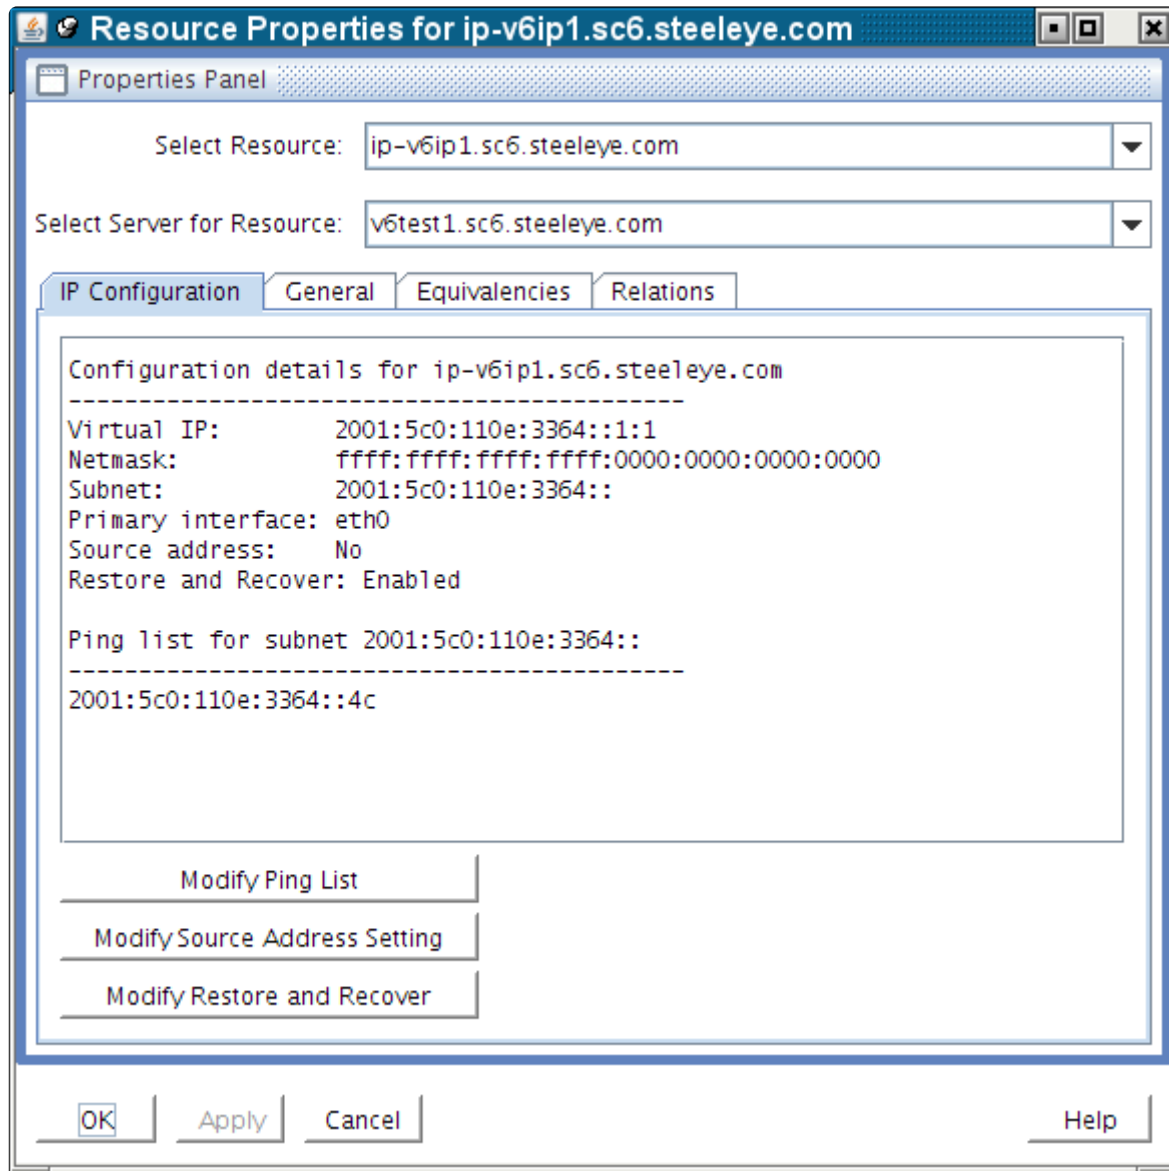 Resource Properties for ip-v6ip1.sc6.steeleye.com
Properties Panel
Select Resource: ip-v6ip1.sc6.steeleye.com
Select Server for Resource: v6test1.sc6.steeleye.com
IP Configuration General Equivalencies Relations
Configuration details for ip-v6ip1.sc6.steeleye.com
--------------------------------------------
Virtual IP: 2001:5c0:110e:3364::1:1
Netmask: ffff:ffff:ffff:ffff:0000:0000:0000:0000
Subnet: 2001:5c0:110e:3364::
Primary interface: eth0
Source address: No
Restore and Recover: Enabled
Ping list for subnet 2001:5c0:110e:3364::
--------------------------------------------
2001:5c0:110e:3364::4c
Modify Ping List
Modify Source Address Setting
Modify Restore and Recover
OK Apply Cancel Help